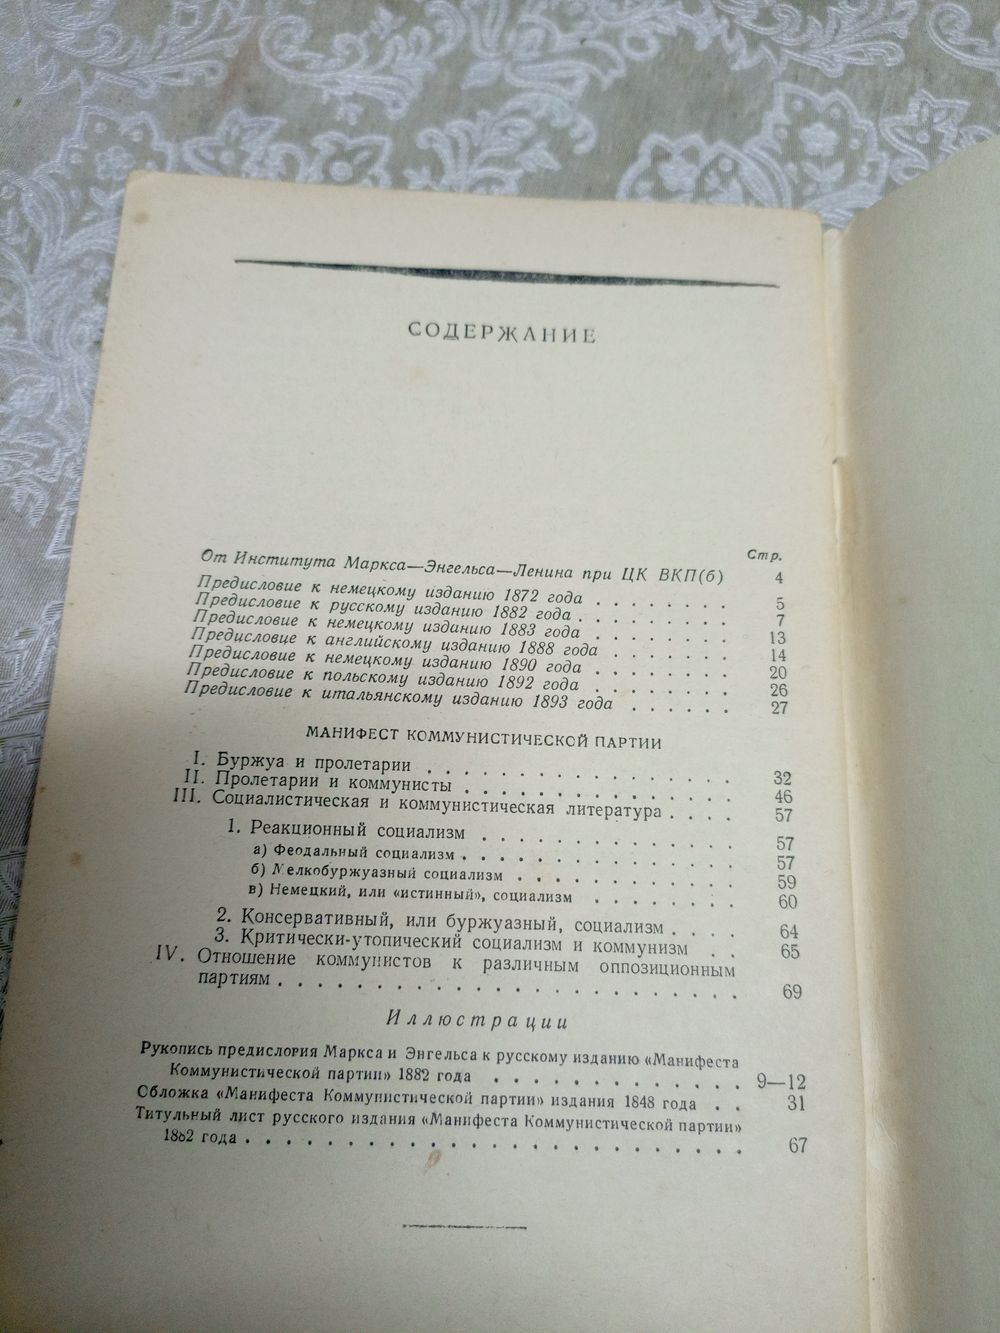 СОДЕРЖАНИЕ
Стр.
От Института Маркса—Энгельса—Ленина при ЦК ВКП(б) 4
Предисловие к немецкому изданию 1872 года . . . . . . . . 5
Предисловие к русскому изданию 1882 года . . . . . . . . 7
Предисловие к немецкому изданию 1883 года . . . . . . . 13
Предисловие к английскому изданию 1888 года . . . . . . 14
Предисловие к немецкому изданию 1890 года . . . . . . . 20
Предисловие к польскому изданию 1892 года . . . . . . . 26
Предисловие к итальянскому изданию 1893 года . . . . . . 27
МАНИФЕСТ КОММУНИСТИЧЕСКОЙ ПАРТИИ
I. Буржуа и пролетарии . . . . . . . . . . . . . . . . 32
II. Пролетарии и коммунисты . . . . . . . . . . . . . . 46
III. Социалистическая и коммунистическая литература . . . . 57
1. Реакционный социализм . . . . . . . . . . . . . 57
а) Феодальный социализм . . . . . . . . . . . . . . 57
б) Мелкобуржуазный социализм . . . . . . . . . . . . 59
в) Немецкий, или «истинный», социализм . . . . . . . . 60
2. Консервативный, или буржуазный, социализм . . . . 64
3. Критически-утопический социализм и коммунизм . . 65
IV. Отношение коммунистов к различным оппозиционным
партиям . . . . . . . . . . . . . . . . . . . . . . . 69
Иллюстрации
Рукопись предислория Маркса и Энгельса к русскому изданию «Манифеста
Коммунистической партии» 1882 года . . . . . . . . . . . . . 9—12
Обложка «Манифеста Коммунистической партии» издания 1848 года . . 31
Титульный лист русского издания «Манифеста Коммунистической партии»
1882 года . . . . . . . . . . . . . . . . . . . . . . . 67